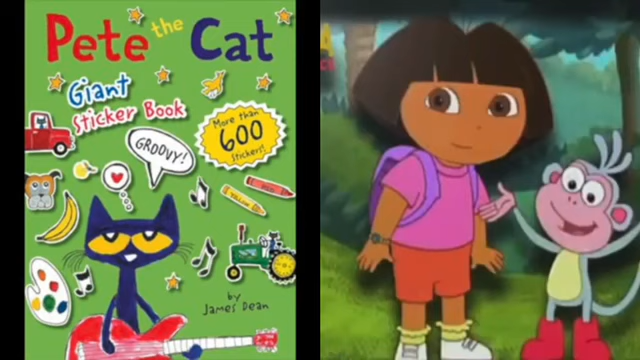 Pete the Cat
Giant
Sticker Book
More than
600
Stickers!
GROOVY!
by
James Dean